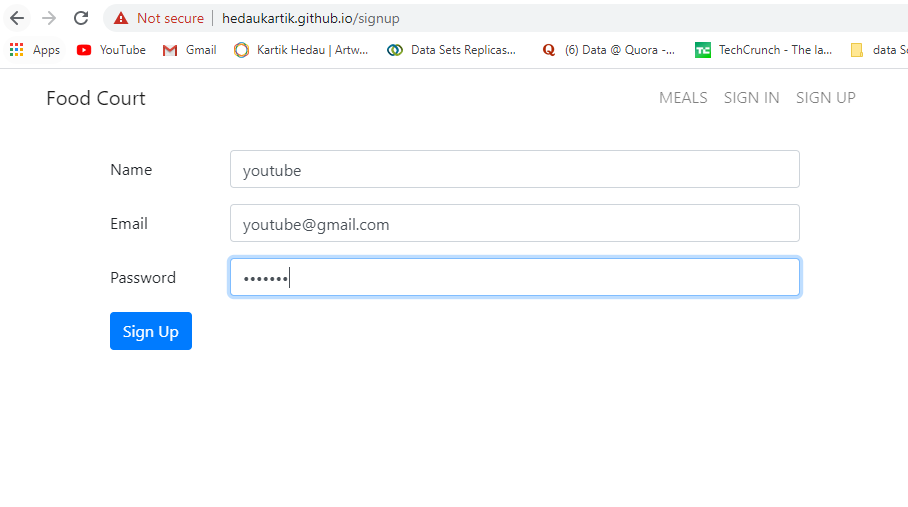 Not secure | hedaukartik.github.io/signup
Apps YouTube Gmail Kartik Hedau | Artw... Data Sets Replicas... (6) Data @ Quora -... TC TechCrunch - The la... data S
Food Court MEALS SIGN IN SIGN UP
Name youtube
Email youtube@gmail.com
Password •••••••
Sign Up